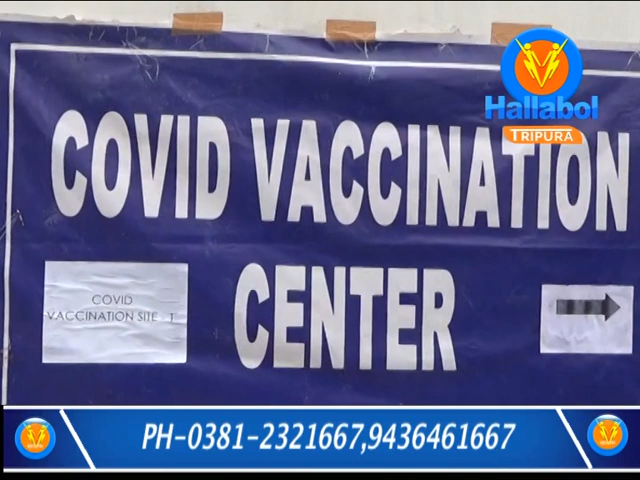 Hallabol
TRIPURA
COVID VACCINATION
CENTER
COVID
VACCINATION SITE - 1
PH-0381-2321667,9436461667